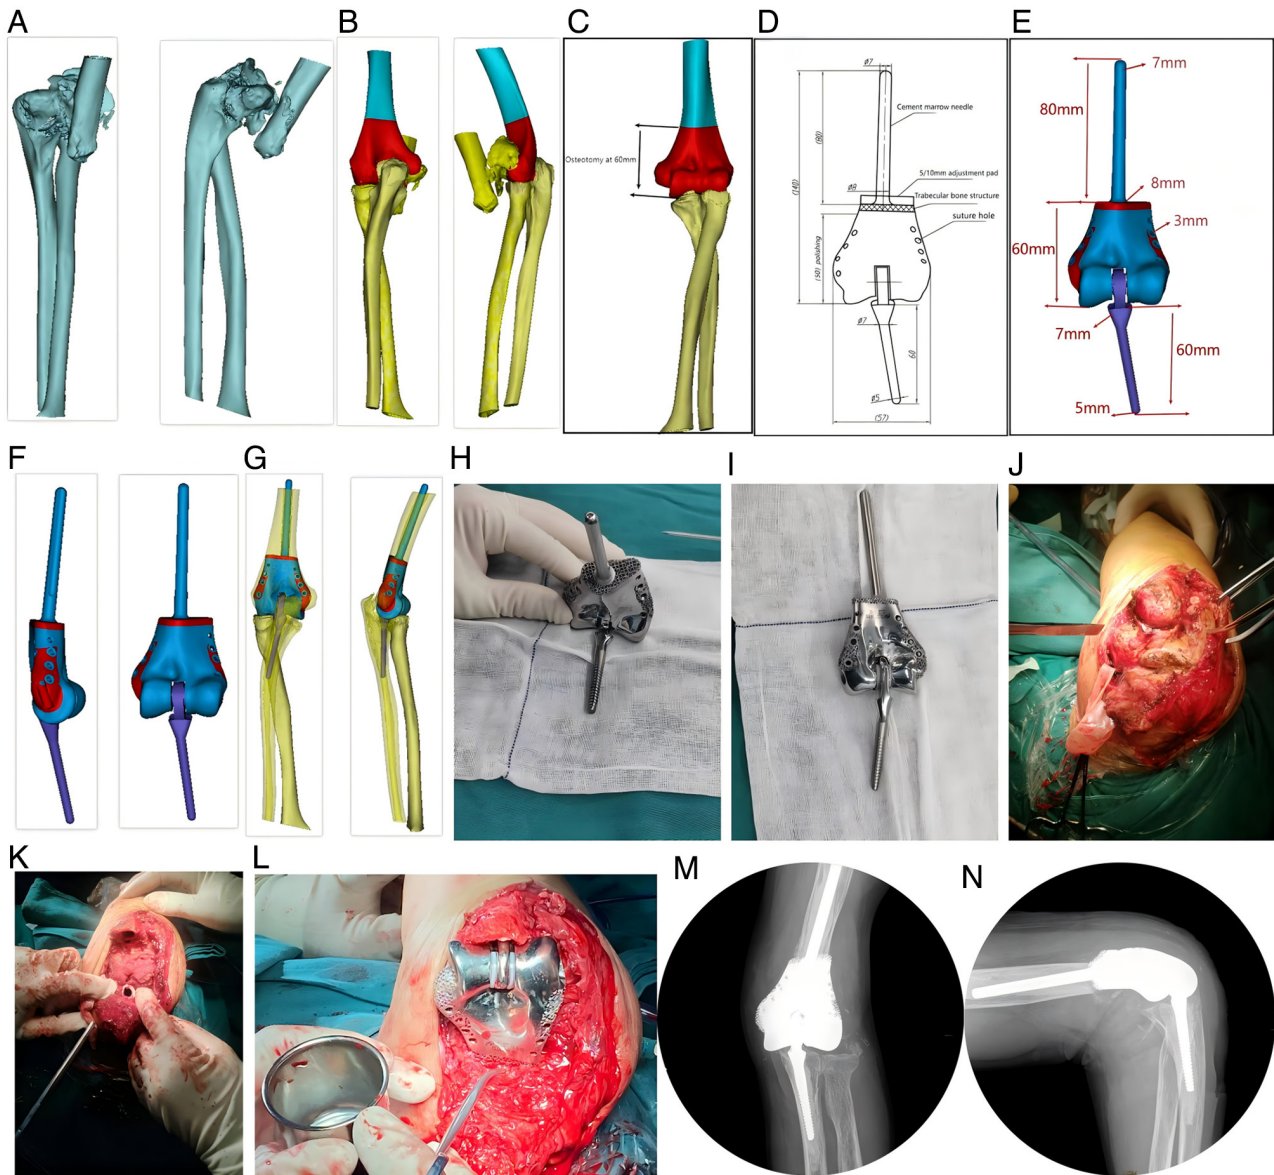 A
B
C
D
E
Osteotomy at 60mm
Ø7
Cement marrow needle
(80)
(140)
5/10mm adjustment pad
Ø8
Trabecular bone structure
suture hole
(50) polishing
Ø7
60
Ø5
(57)
7mm
80mm
8mm
3mm
60mm
7mm
60mm
5mm
F
G
H
I
J
K
L
M
N